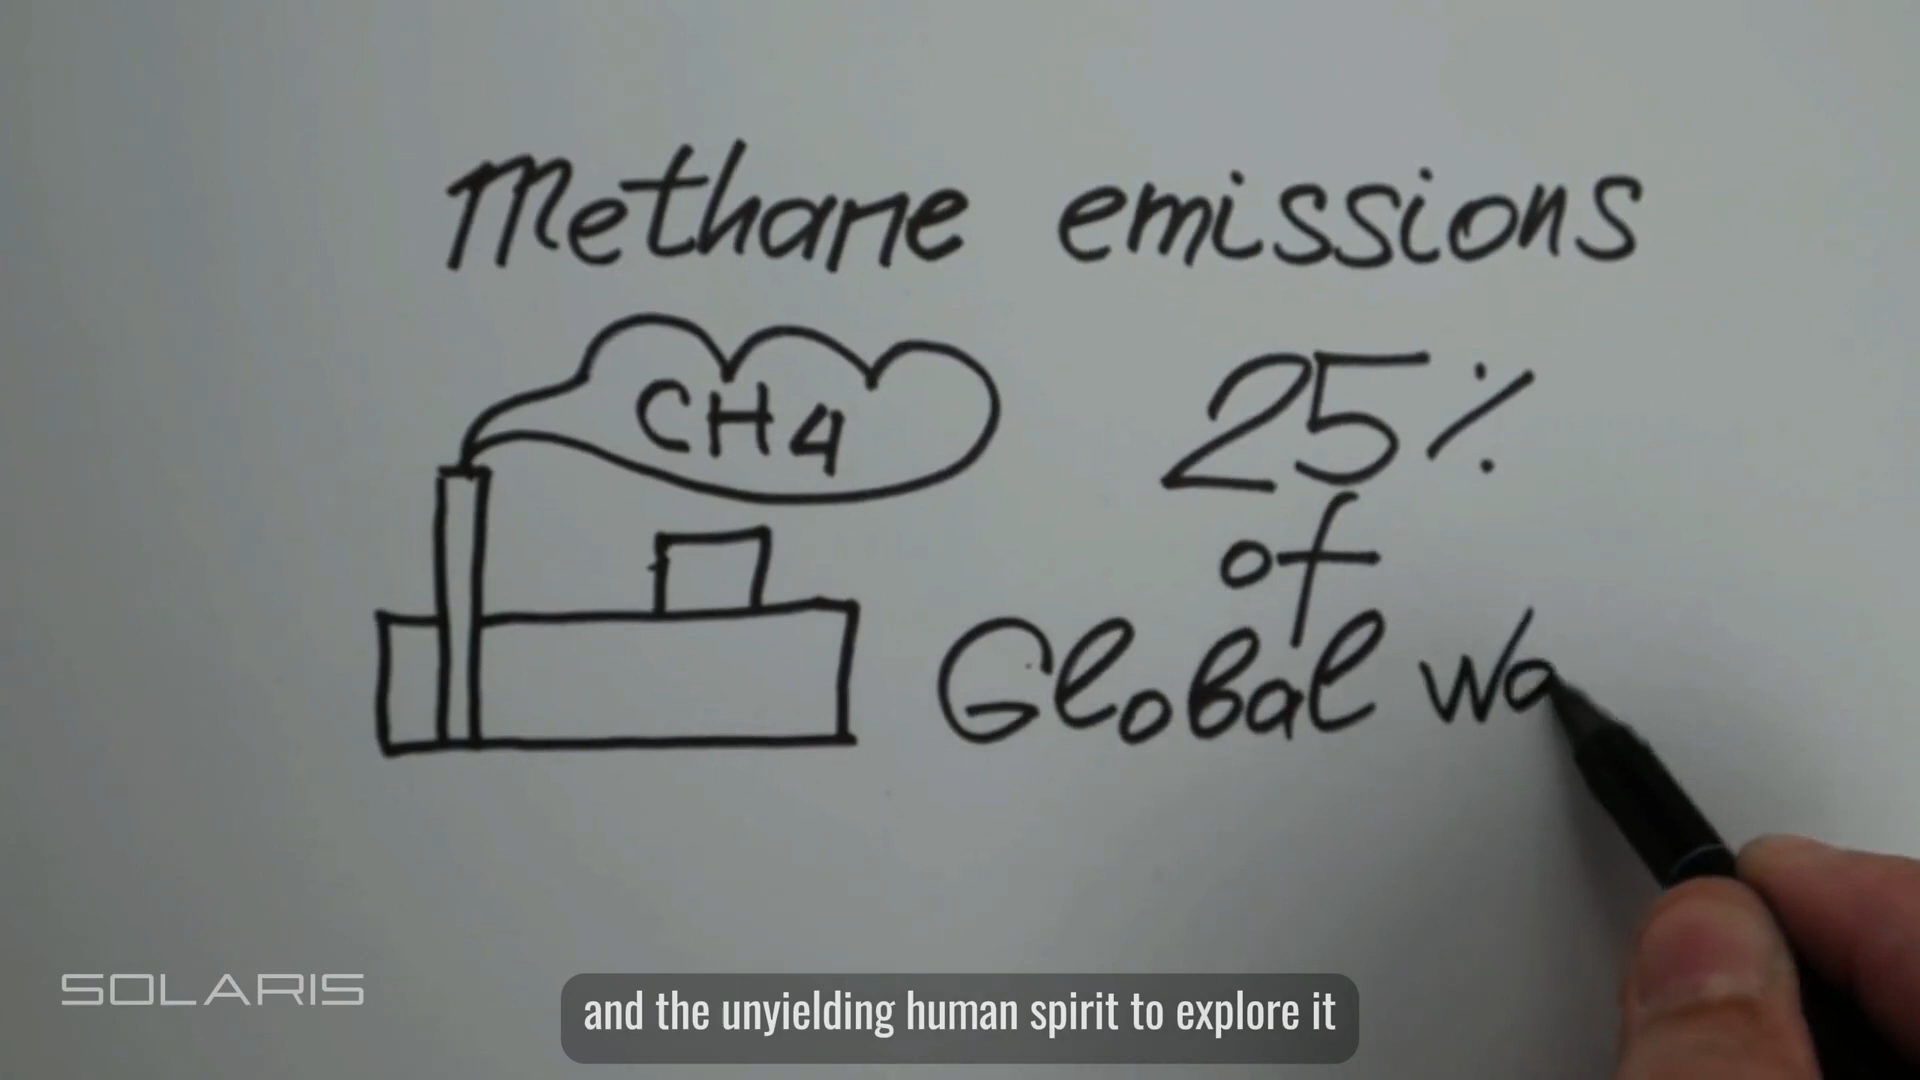 Methane emissions
CH4
25%
of
Global wa
SOLARIS
and the unyielding human spirit to explore it